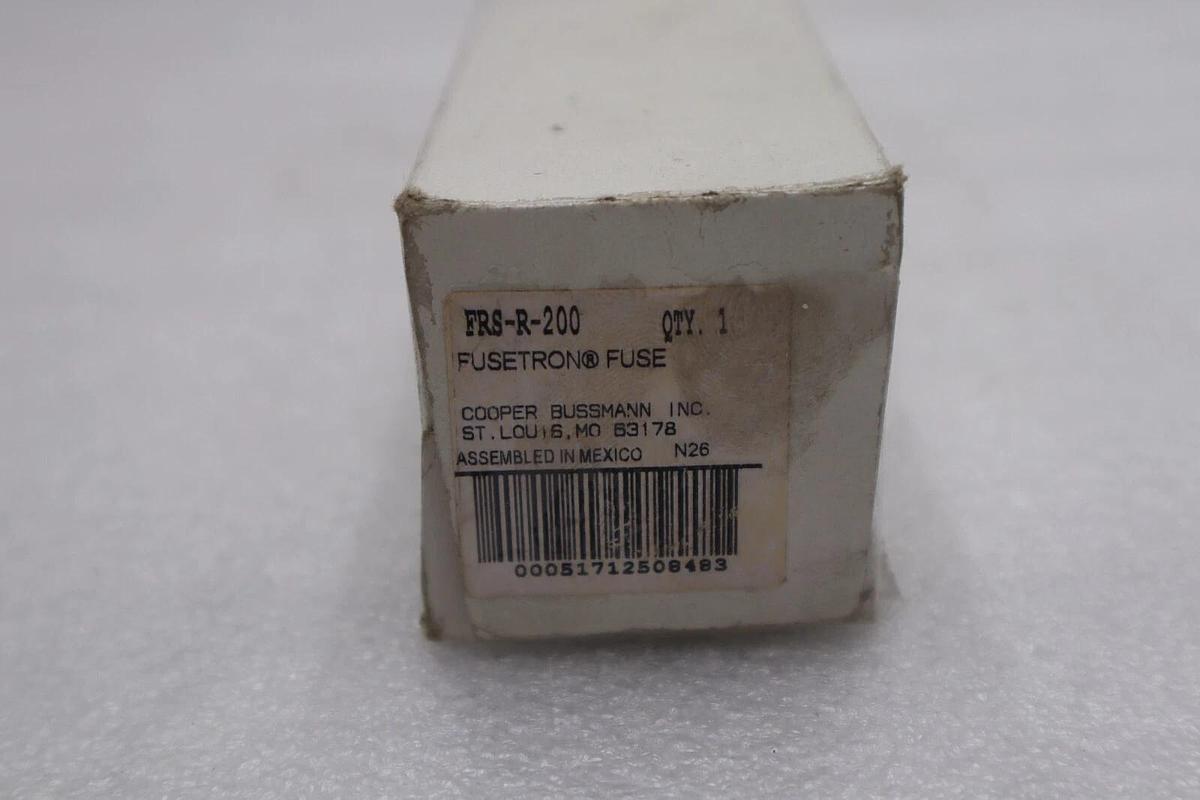 FRS-R-200 QTY. 1
FUSETRON® FUSE
COOPER BUSSMANN INC.
ST. LOUIS, MO 63178
ASSEMBLED IN MEXICO N26
00051712508483